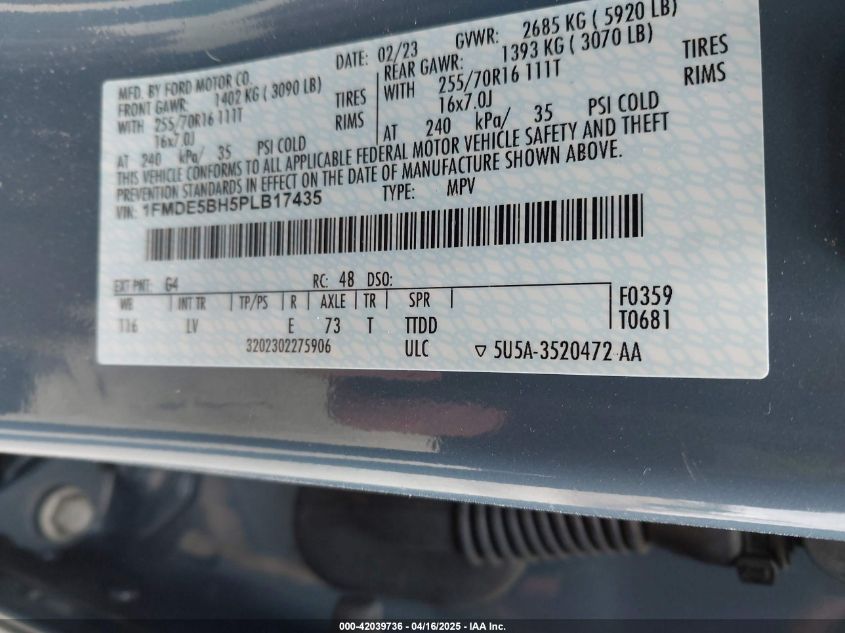 MFD. BY FORD MOTOR CO. DATE: 02/23 GVWR: 2685 KG ( 5920 LB)
FRONT GAWR: 1402 KG ( 3090 LB) REAR GAWR: 1393 KG ( 3070 LB)
WITH 255/70R16 111T TIRES WITH 255/70R16 111T TIRES
16x7.0J RIMS 16x7.0J RIMS
AT 240 kPa/ 35 PSI COLD AT 240 kPa/ 35 PSI COLD
THIS VEHICLE CONFORMS TO ALL APPLICABLE FEDERAL MOTOR VEHICLE SAFETY AND THEFT
PREVENTION STANDARDS IN EFFECT ON THE DATE OF MANUFACTURE SHOWN ABOVE.
VIN: 1FMDE5BH5PLB17435 TYPE: MPV
EXT PNT: G4 RC: 48 DSO:
WB INT TR TP/PS R AXLE TR SPR F0359
T16 LV E 73 T TTDD T0681
3202302275906 ULC ▽ 5U5A-3520472 AA
000-42039736 - 04/16/2025 - IAA Inc.